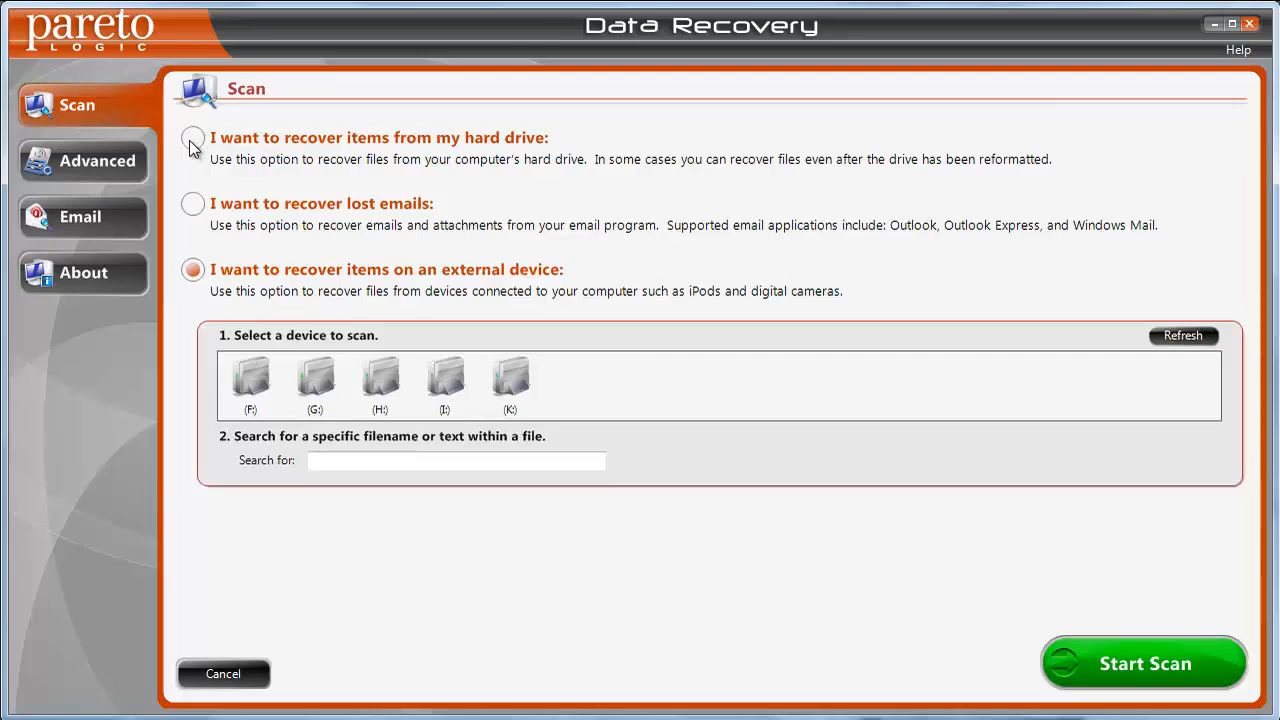 pareto
LOGIC
Data Recovery
Help
Scan
Advanced
Email
About
Scan
I want to recover items from my hard drive:
Use this option to recover files from your computer's hard drive. In some cases you can recover files even after the drive has been reformatted.
I want to recover lost emails:
Use this option to recover emails and attachments from your email program. Supported email applications include: Outlook, Outlook Express, and Windows Mail.
I want to recover items on an external device:
Use this option to recover files from devices connected to your computer such as iPods and digital cameras.
1. Select a device to scan.
Refresh
(F:) (G:) (H:) (I:) (K:)
2. Search for a specific filename or text within a file.
Search for:
Cancel
Start Scan